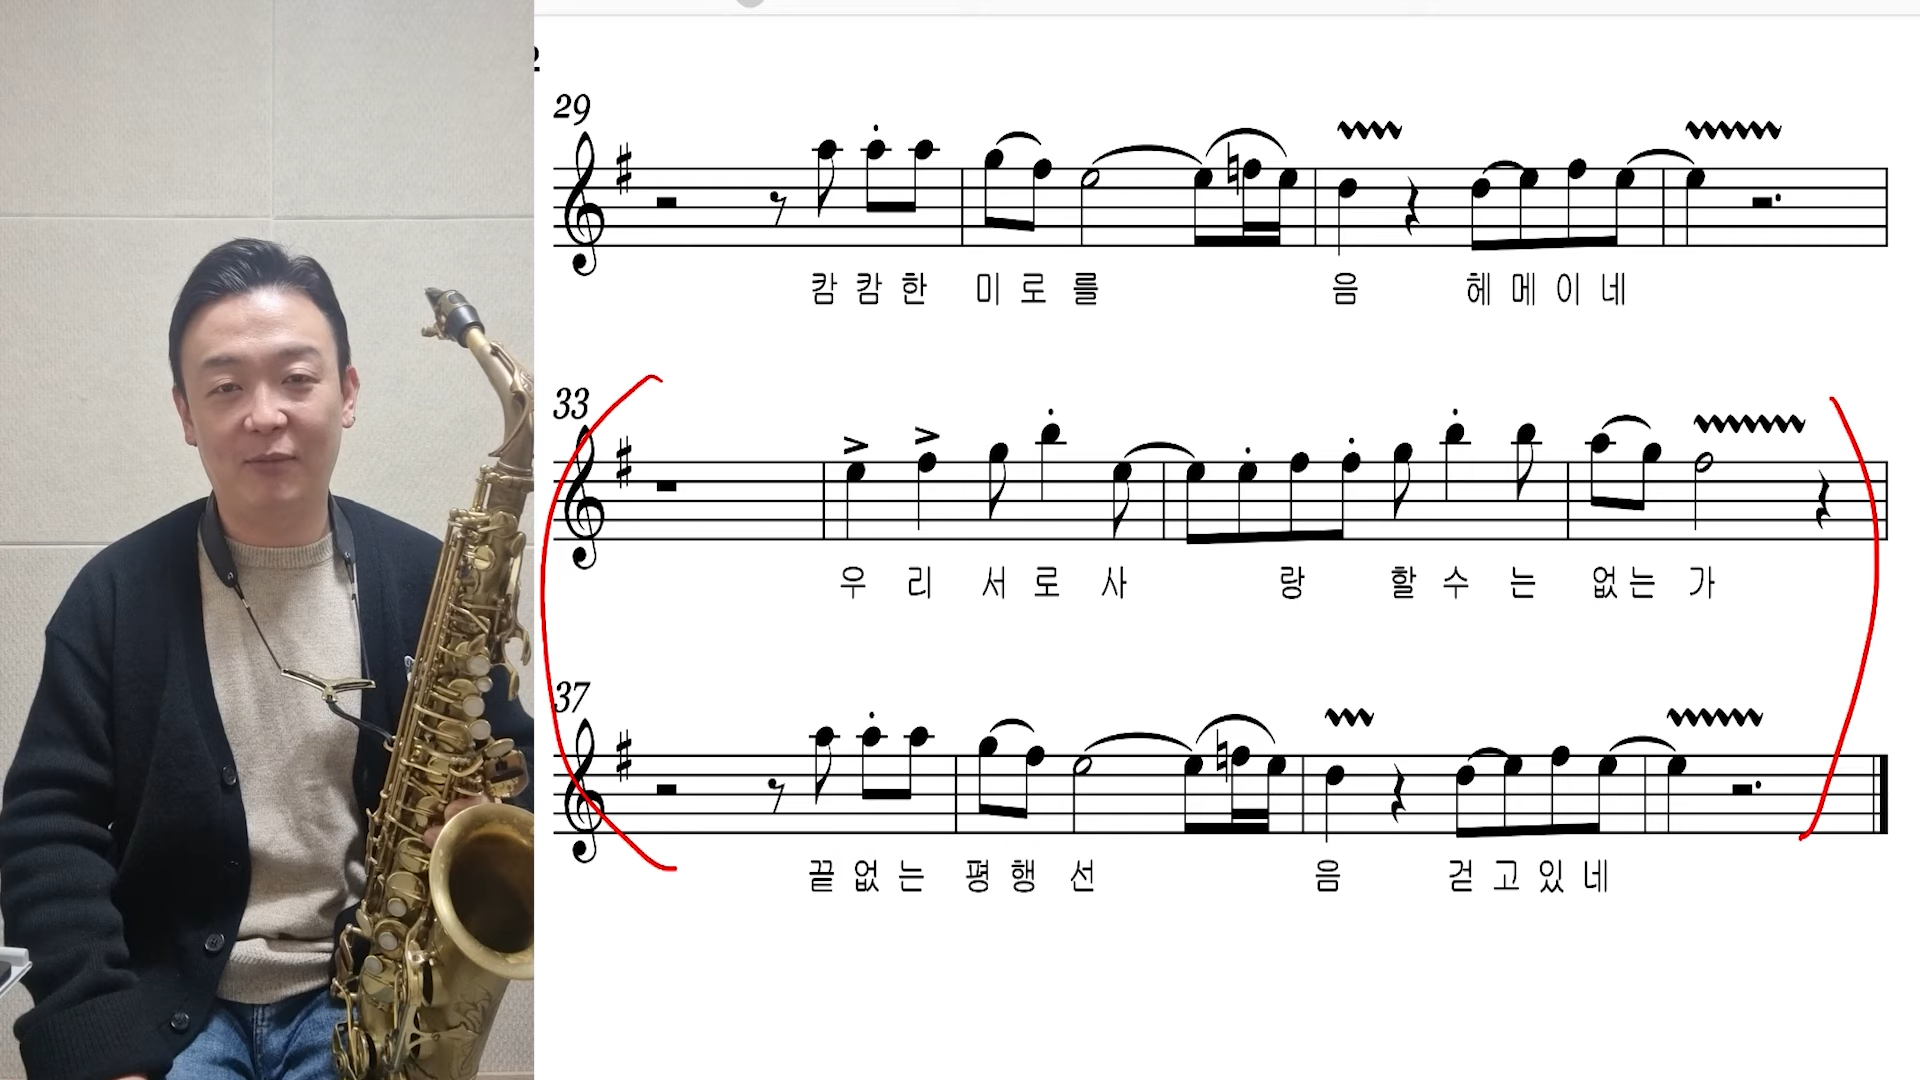 2
29
캄 캄 한 미 로 를 음 헤 메 이 네
33
우 리 서 로 사 랑 할 수 는 없 는 가
37
끝 없 는 평 행 선 음 걷 고 있 네